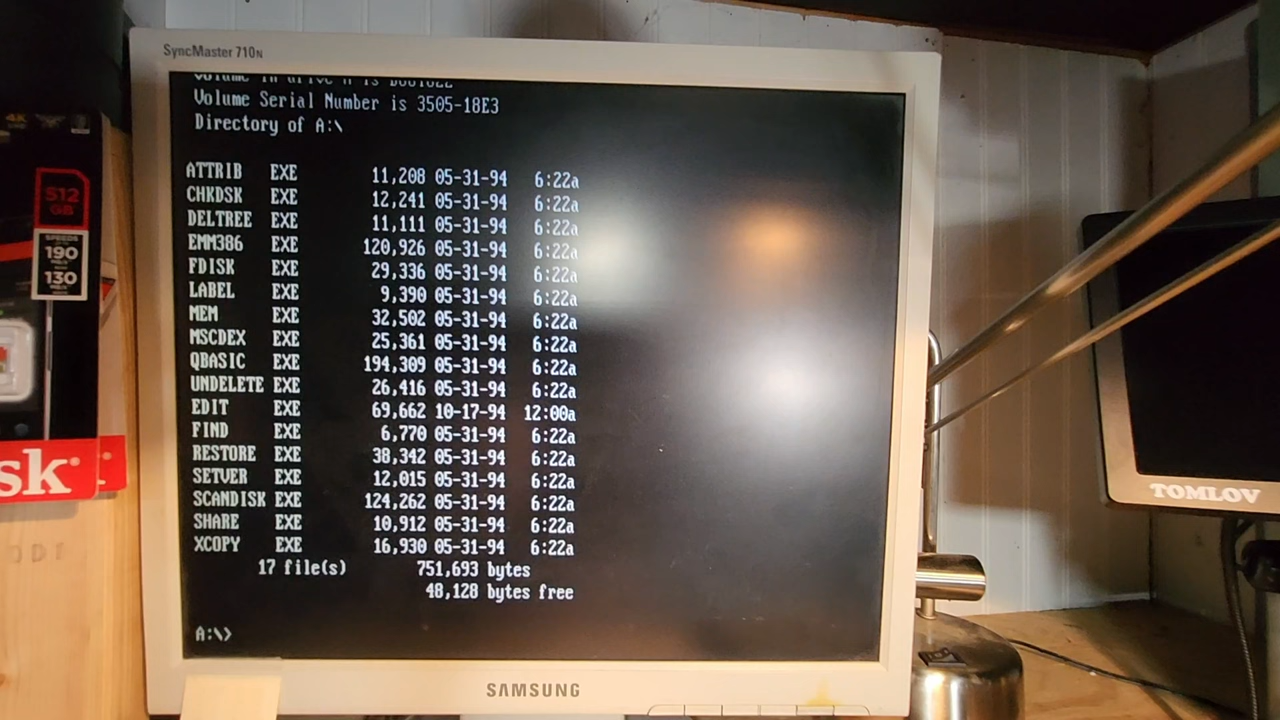 SyncMaster 710N
Volume in drive A is BOOT622
Volume Serial Number is 3505-18E3
Directory of A:\
ATTRIB EXE 11,208 05-31-94 6:22a
CHKDSK EXE 12,241 05-31-94 6:22a
DELTREE EXE 11,111 05-31-94 6:22a
EMM386 EXE 120,926 05-31-94 6:22a
FDISK EXE 29,336 05-31-94 6:22a
LABEL EXE 9,390 05-31-94 6:22a
MEM EXE 32,502 05-31-94 6:22a
MSCDEX EXE 25,361 05-31-94 6:22a
QBASIC EXE 194,309 05-31-94 6:22a
UNDELETE EXE 26,416 05-31-94 6:22a
EDIT EXE 69,662 10-17-94 12:00a
FIND EXE 6,770 05-31-94 6:22a
RESTORE EXE 38,342 05-31-94 6:22a
SETVER EXE 12,015 05-31-94 6:22a
SCANDISK EXE 124,262 05-31-94 6:22a
SHARE EXE 10,912 05-31-94 6:22a
XCOPY EXE 16,930 05-31-94 6:22a
17 file(s) 751,693 bytes
48,128 bytes free
A:\>
SAMSUNG
4K
512
GB
SPEEDS
190
MB/s
130
MB/s
sk
TOMLOV